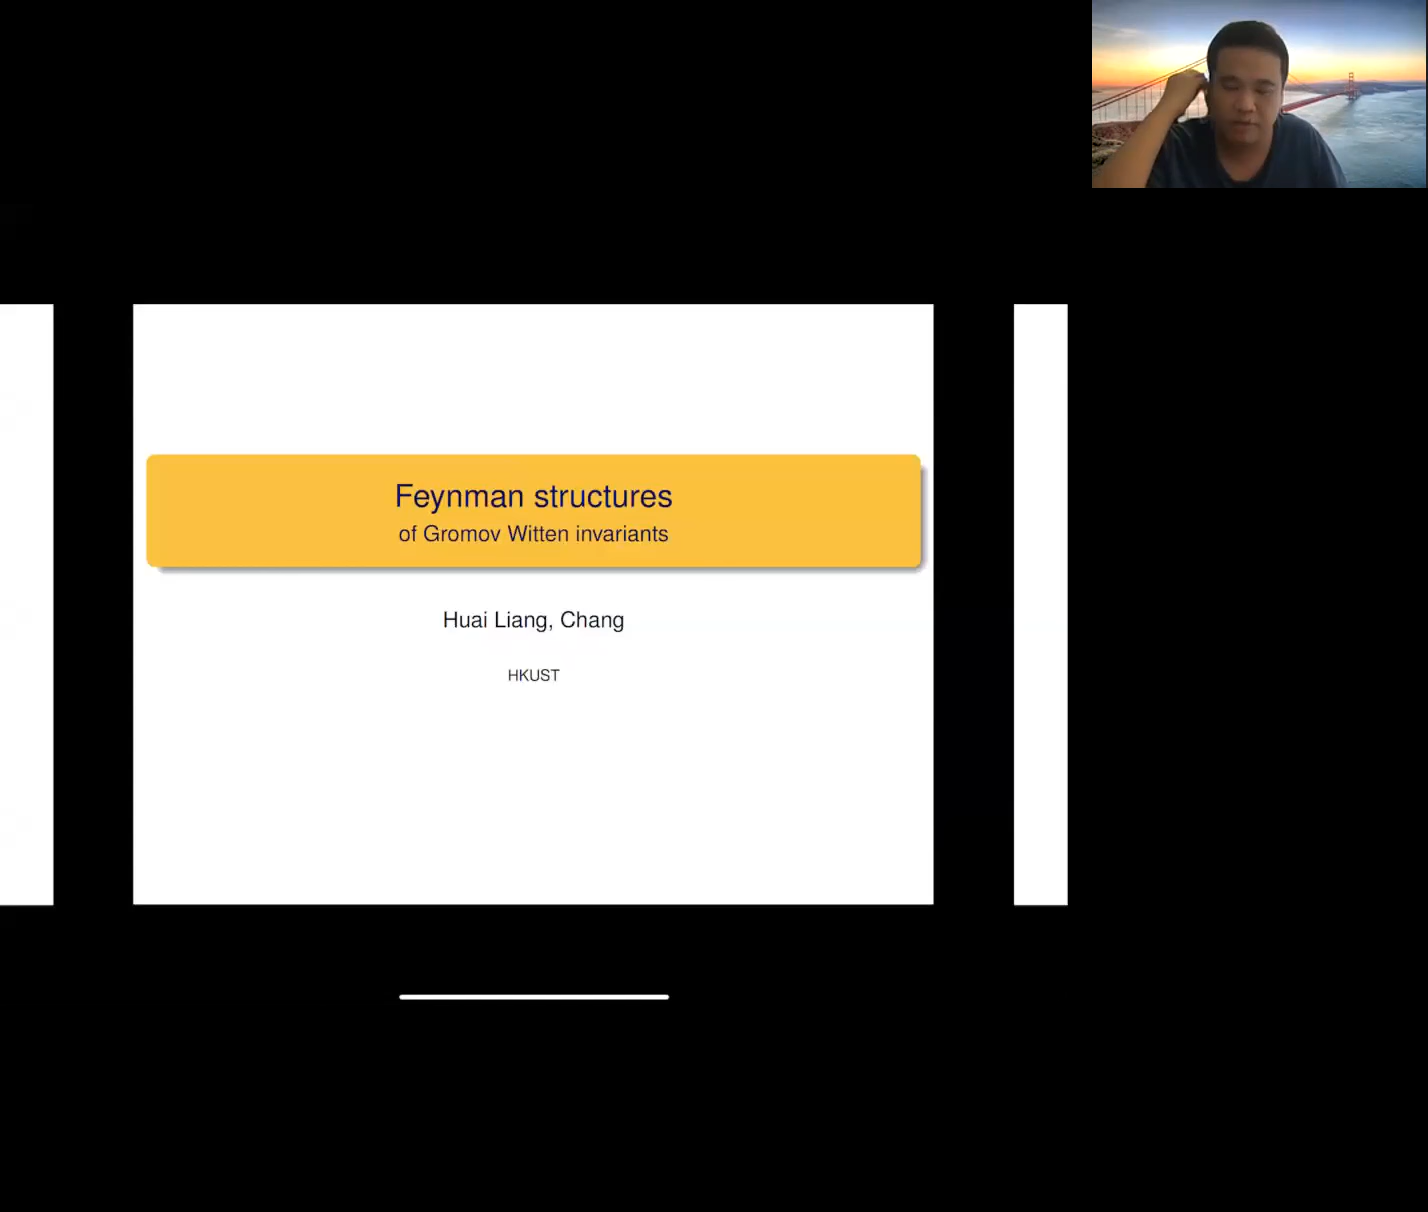 Feynman structures
of Gromov Witten invariants
Huai Liang, Chang
HKUST